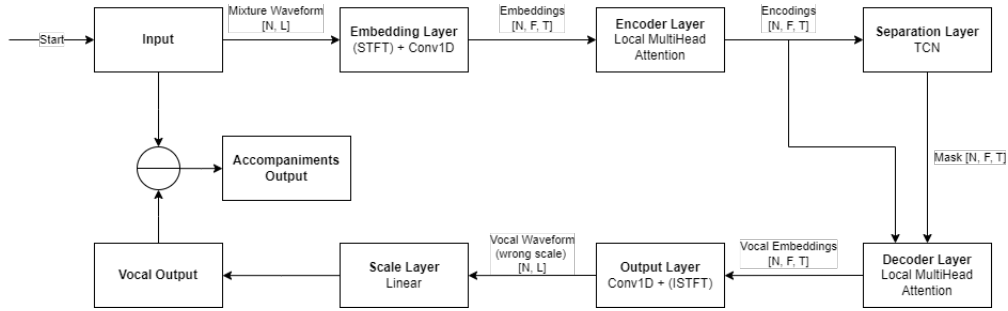 Start
Input
Mixture Waveform
[N, L]
Embedding Layer
(STFT) + Conv1D
Embeddings
[N, F, T]
Encoder Layer
Local MultiHead
Attention
Encodings
[N, F, T]
Separation Layer
TCN
Accompaniments
Output
Mask [N, F, T]
Vocal Output
Scale Layer
Linear
Vocal Waveform
(wrong scale)
[N, L]
Output Layer
Conv1D + (ISTFT)
Vocal Embeddings
[N, F, T]
Decoder Layer
Local MultiHead
Attention